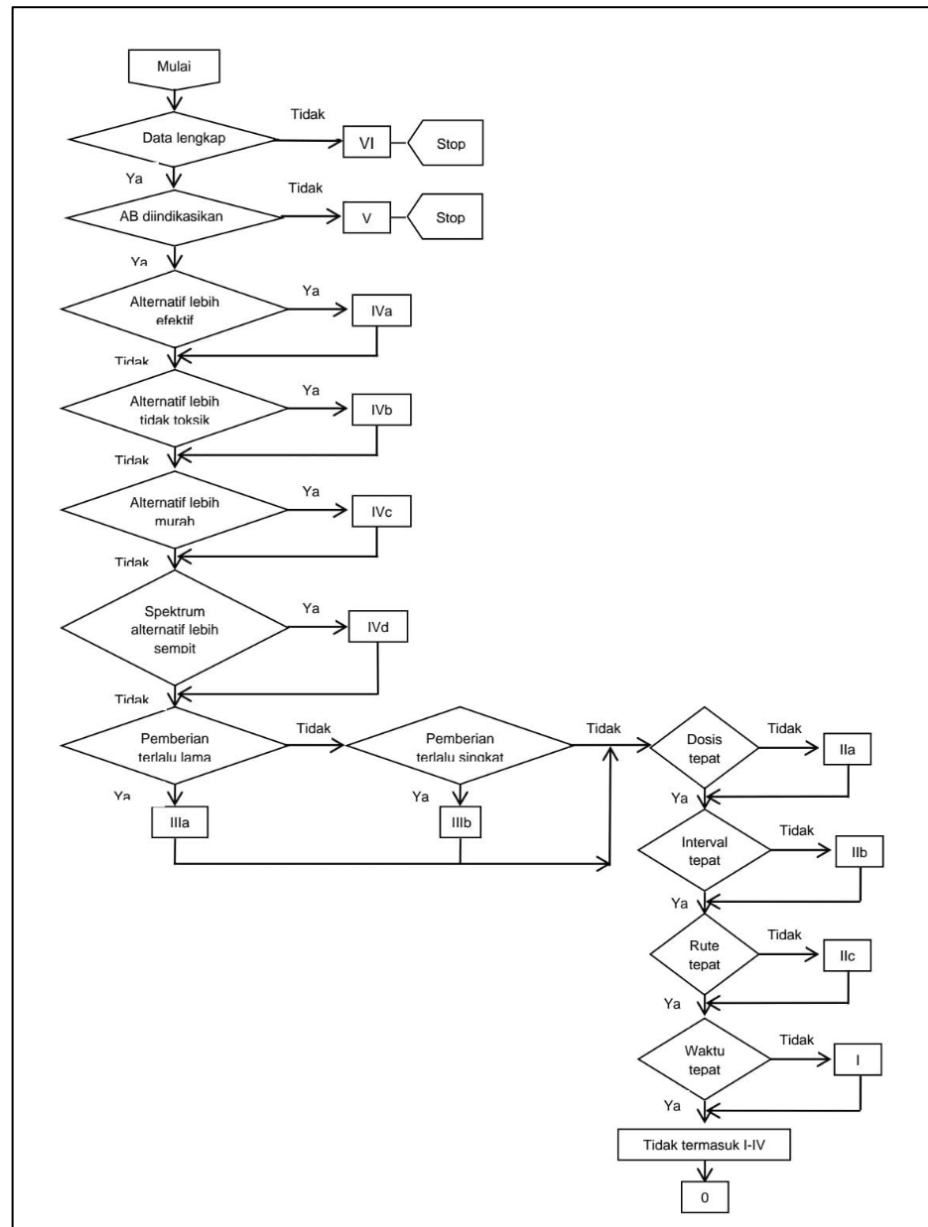 Mulai
Tidak
Data lengkap
VI
Stop
Ya
Tidak
AB diindikasikan
V
Stop
Ya
Ya
Alternatif lebih
efektif
IVa
Tidak
Ya
Alternatif lebih
tidak toksik
IVb
Tidak
Ya
Alternatif lebih
murah
IVc
Tidak
Ya
Spektrum
alternatif lebih
sempit
IVd
Tidak
Pemberian
terlalu lama
Tidak
Pemberian
terlalu singkat
Tidak
Dosis
tepat
Tidak
IIa
Ya
IIIa
Ya
IIIb
Ya
Interval
tepat
Tidak
IIb
Ya
Rute
tepat
Tidak
IIc
Ya
Waktu
tepat
Tidak
I
Ya
Tidak termasuk I-IV
0